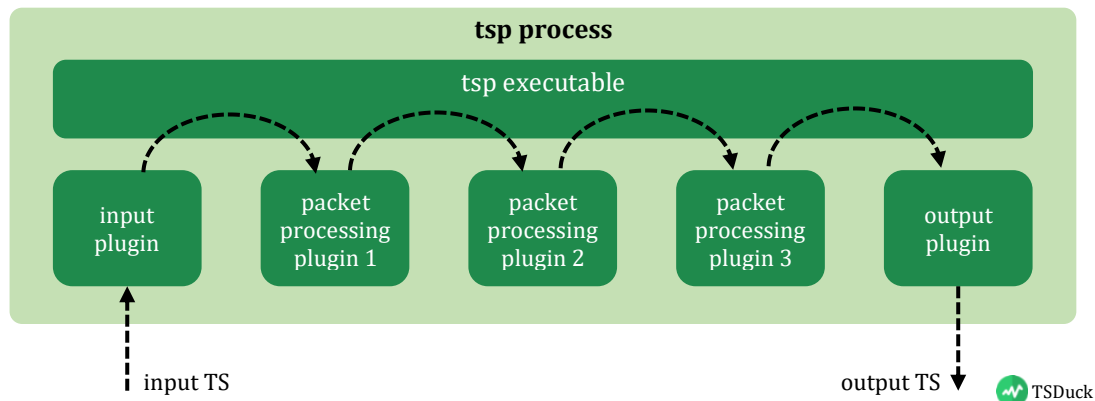 tsp process
tsp executable
input
plugin
packet
processing
plugin 1
packet
processing
plugin 2
packet
processing
plugin 3
output
plugin
input TS
output TS
TSDuck